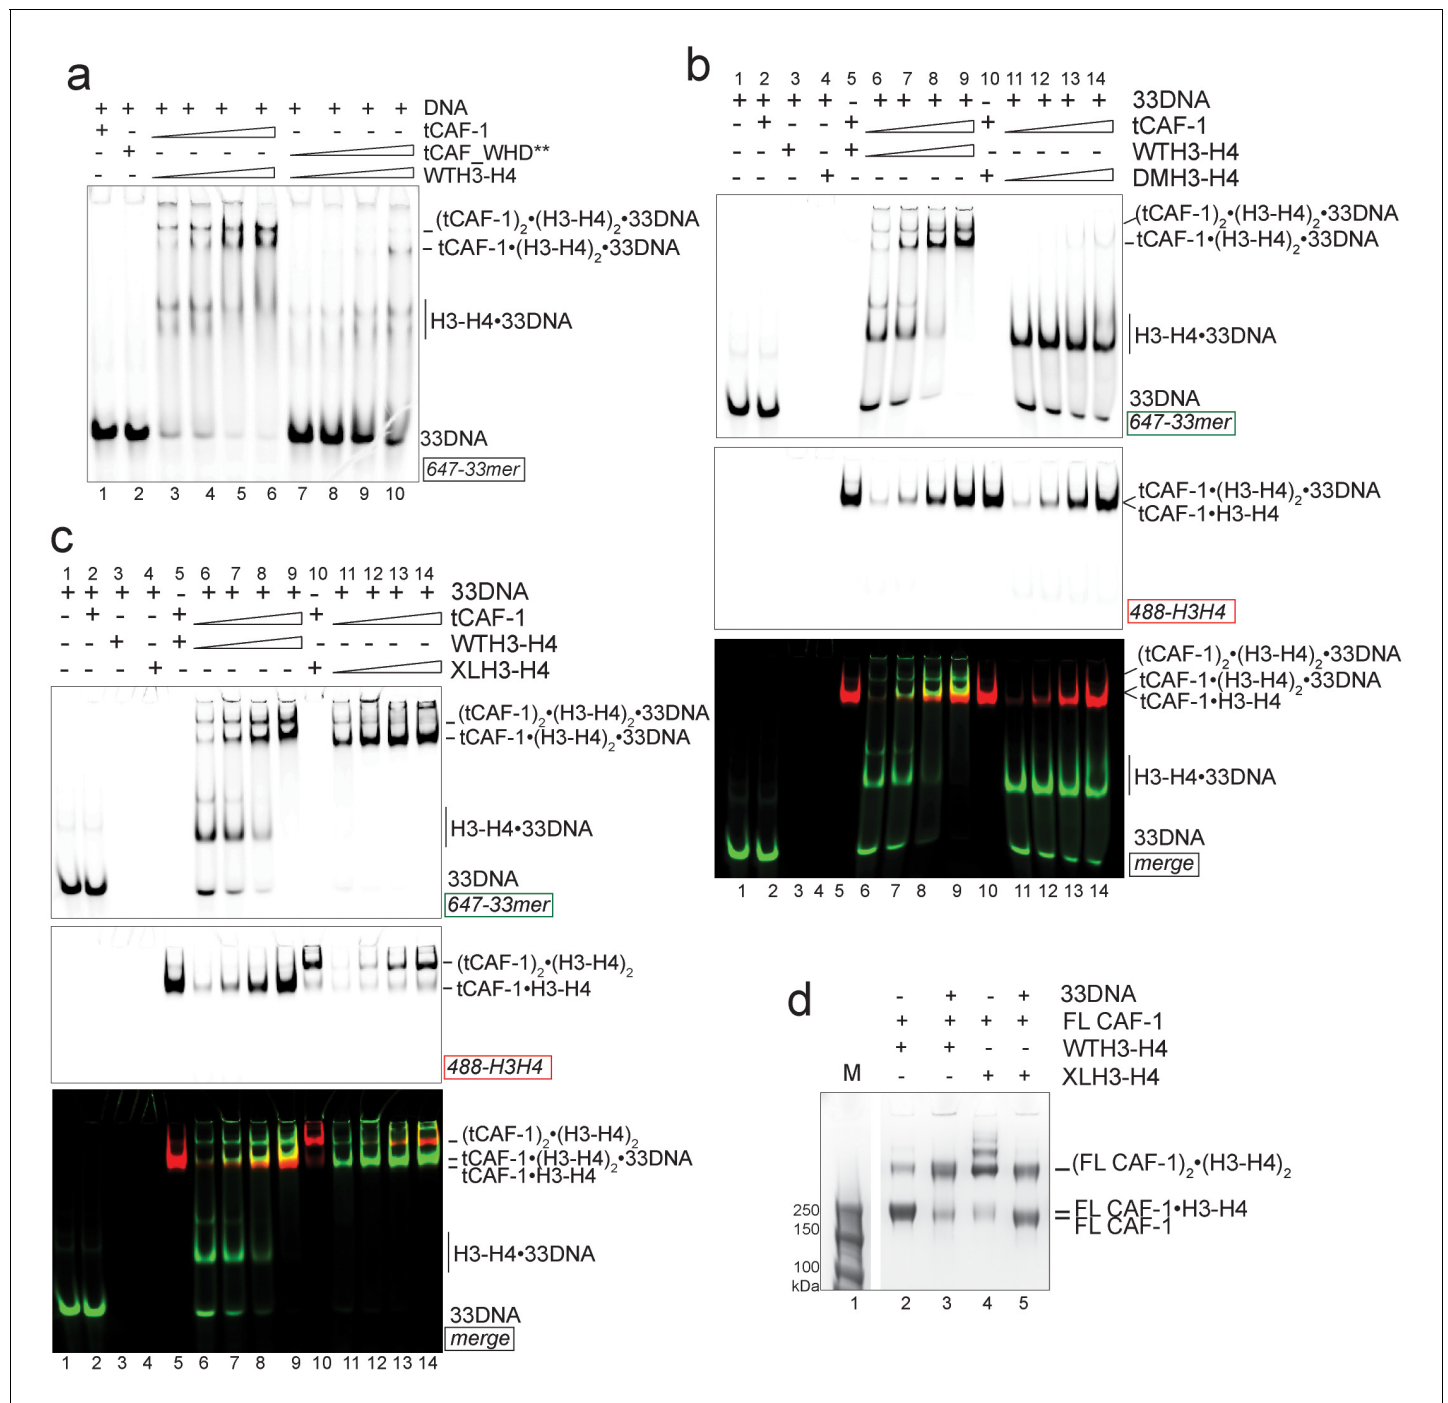 a
+ + + + + + + + + + DNA
+ - - - - - tCAF-1
- + - - - - tCAF_WHD**
- - WTH3-H4
(tCAF-1)2•(H3-H4)2•33DNA
tCAF-1•(H3-H4)2•33DNA
H3-H4•33DNA
33DNA
647-33mer
1 2 3 4 5 6 7 8 9 10
b
1 2 3 4 5 6 7 8 9 10 11 12 13 14
+ + + + - + + + + - + + + + 33DNA
- + - - + + tCAF-1
- - + - + - - - - - WTH3-H4
- - - + - - - - - + DMH3-H4
(tCAF-1)2•(H3-H4)2•33DNA
tCAF-1•(H3-H4)2•33DNA
H3-H4•33DNA
33DNA
647-33mer
tCAF-1•(H3-H4)2•33DNA
tCAF-1•H3-H4
488-H3H4
(tCAF-1)2•(H3-H4)2•33DNA
tCAF-1•(H3-H4)2•33DNA
tCAF-1•H3-H4
H3-H4•33DNA
33DNA
merge
1 2 3 4 5 6 7 8 9 10 11 12 13 14
c
1 2 3 4 5 6 7 8 9 10 11 12 13 14
+ + + + - + + + + - + + + + 33DNA
- + - - + + tCAF-1
- - + - + - - - - - WTH3-H4
- - - + - - - - - + XLH3-H4
(tCAF-1)2•(H3-H4)2•33DNA
tCAF-1•(H3-H4)2•33DNA
H3-H4•33DNA
33DNA
647-33mer
(tCAF-1)2•(H3-H4)2
tCAF-1•H3-H4
488-H3H4
(tCAF-1)2•(H3-H4)2
tCAF-1•(H3-H4)2•33DNA
tCAF-1•H3-H4
H3-H4•33DNA
33DNA
merge
1 2 3 4 5 6 7 8 9 10 11 12 13 14
d
- + - + 33DNA
+ + + + FL CAF-1
+ + - - WTH3-H4
M - - + + XLH3-H4
(FL CAF-1)2•(H3-H4)2
250
FL CAF-1•H3-H4
150
FL CAF-1
100
kDa
1 2 3 4 5